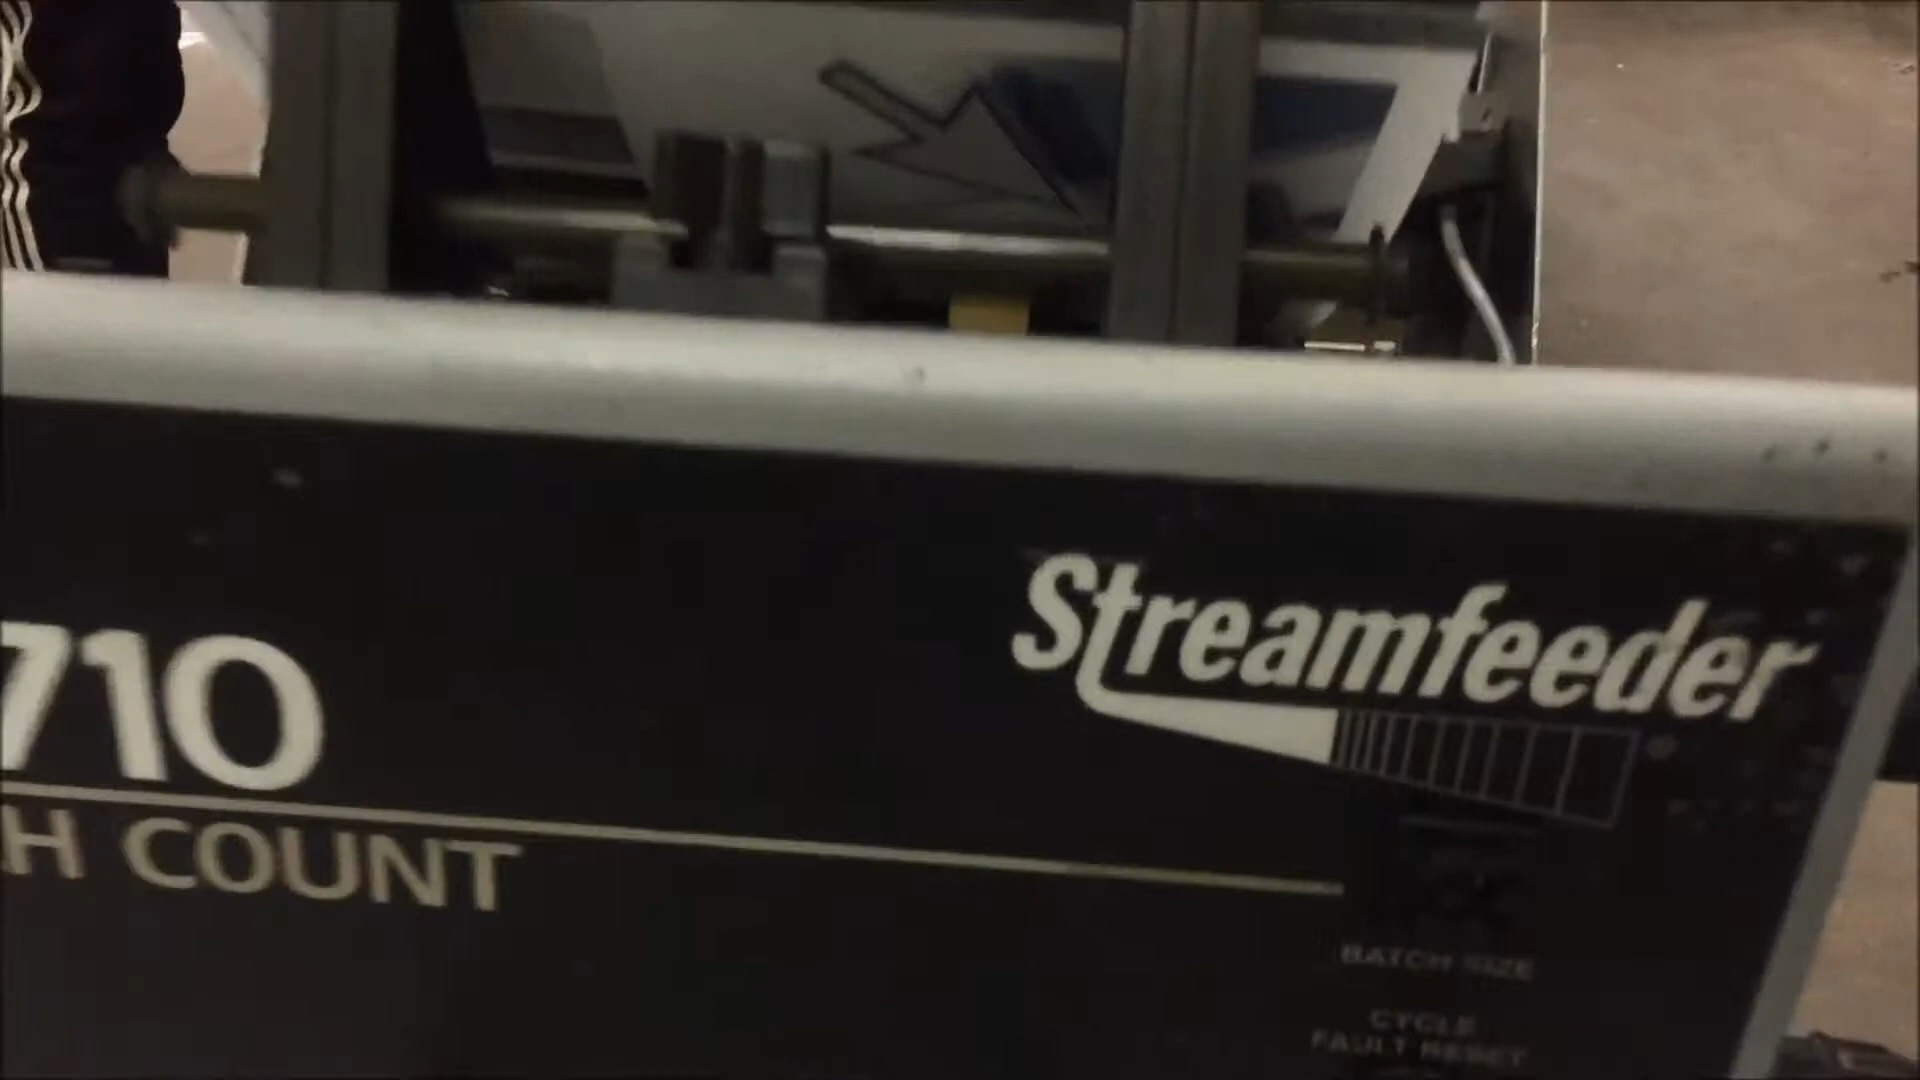 Streamfeeder
710
H COUNT
BATCH SIZE
CYCLE
FAULT RESET